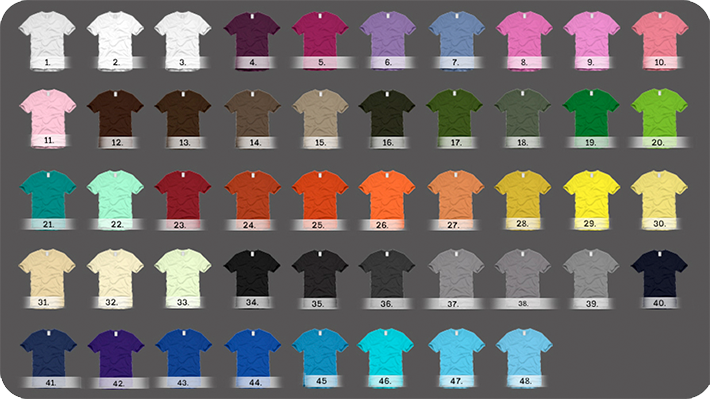 1. 2. 3. 4. 5. 6. 7. 8. 9. 10.
11. 12. 13. 14. 15. 16. 17. 18. 19. 20.
21. 22. 23. 24. 25. 26. 27. 28. 29. 30.
31. 32. 33. 34. 35. 36. 37. 38. 39. 40.
41. 42. 43. 44. 45 46. 47. 48.